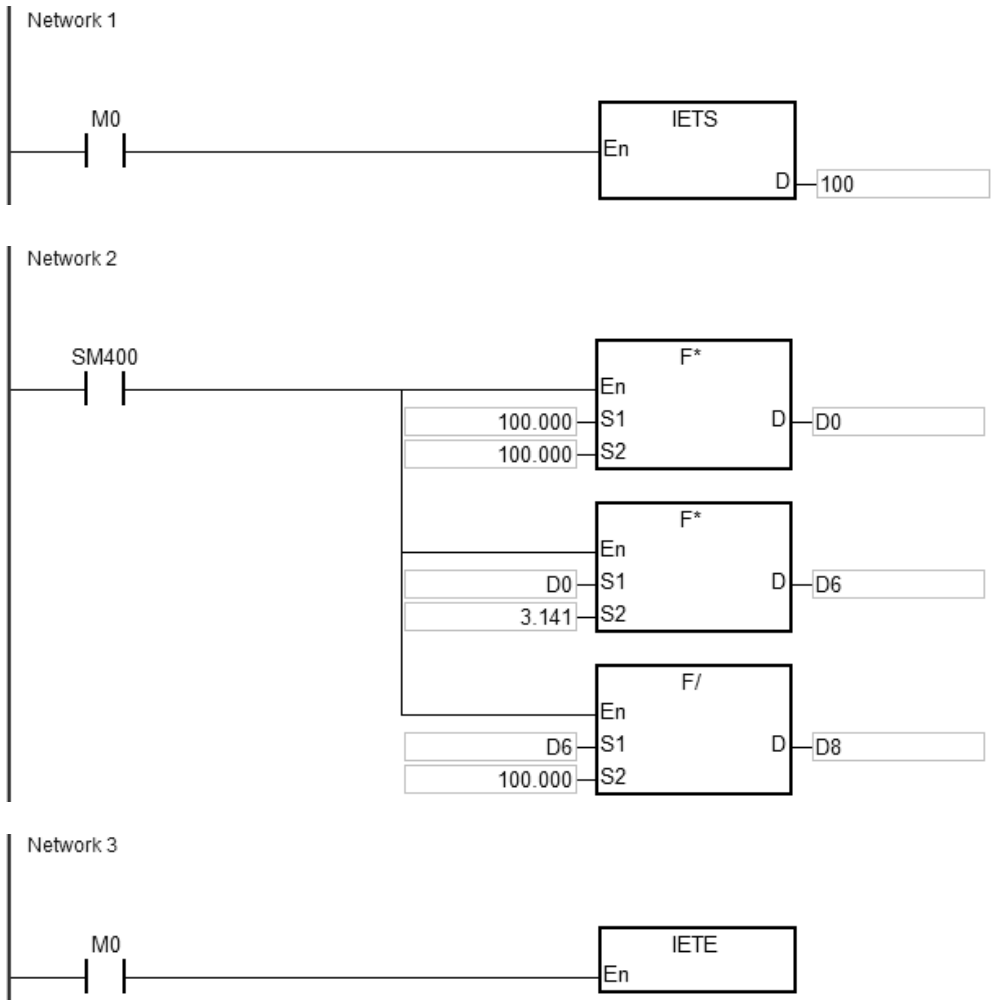 Network 1
M0
IETS
En
D 100
Network 2
SM400
F*
En
100.000 S1 D D0
100.000 S2
F*
En
D0 S1 D D6
3.141 S2
F/
En
D6 S1 D D8
100.000 S2
Network 3
M0
IETE
En